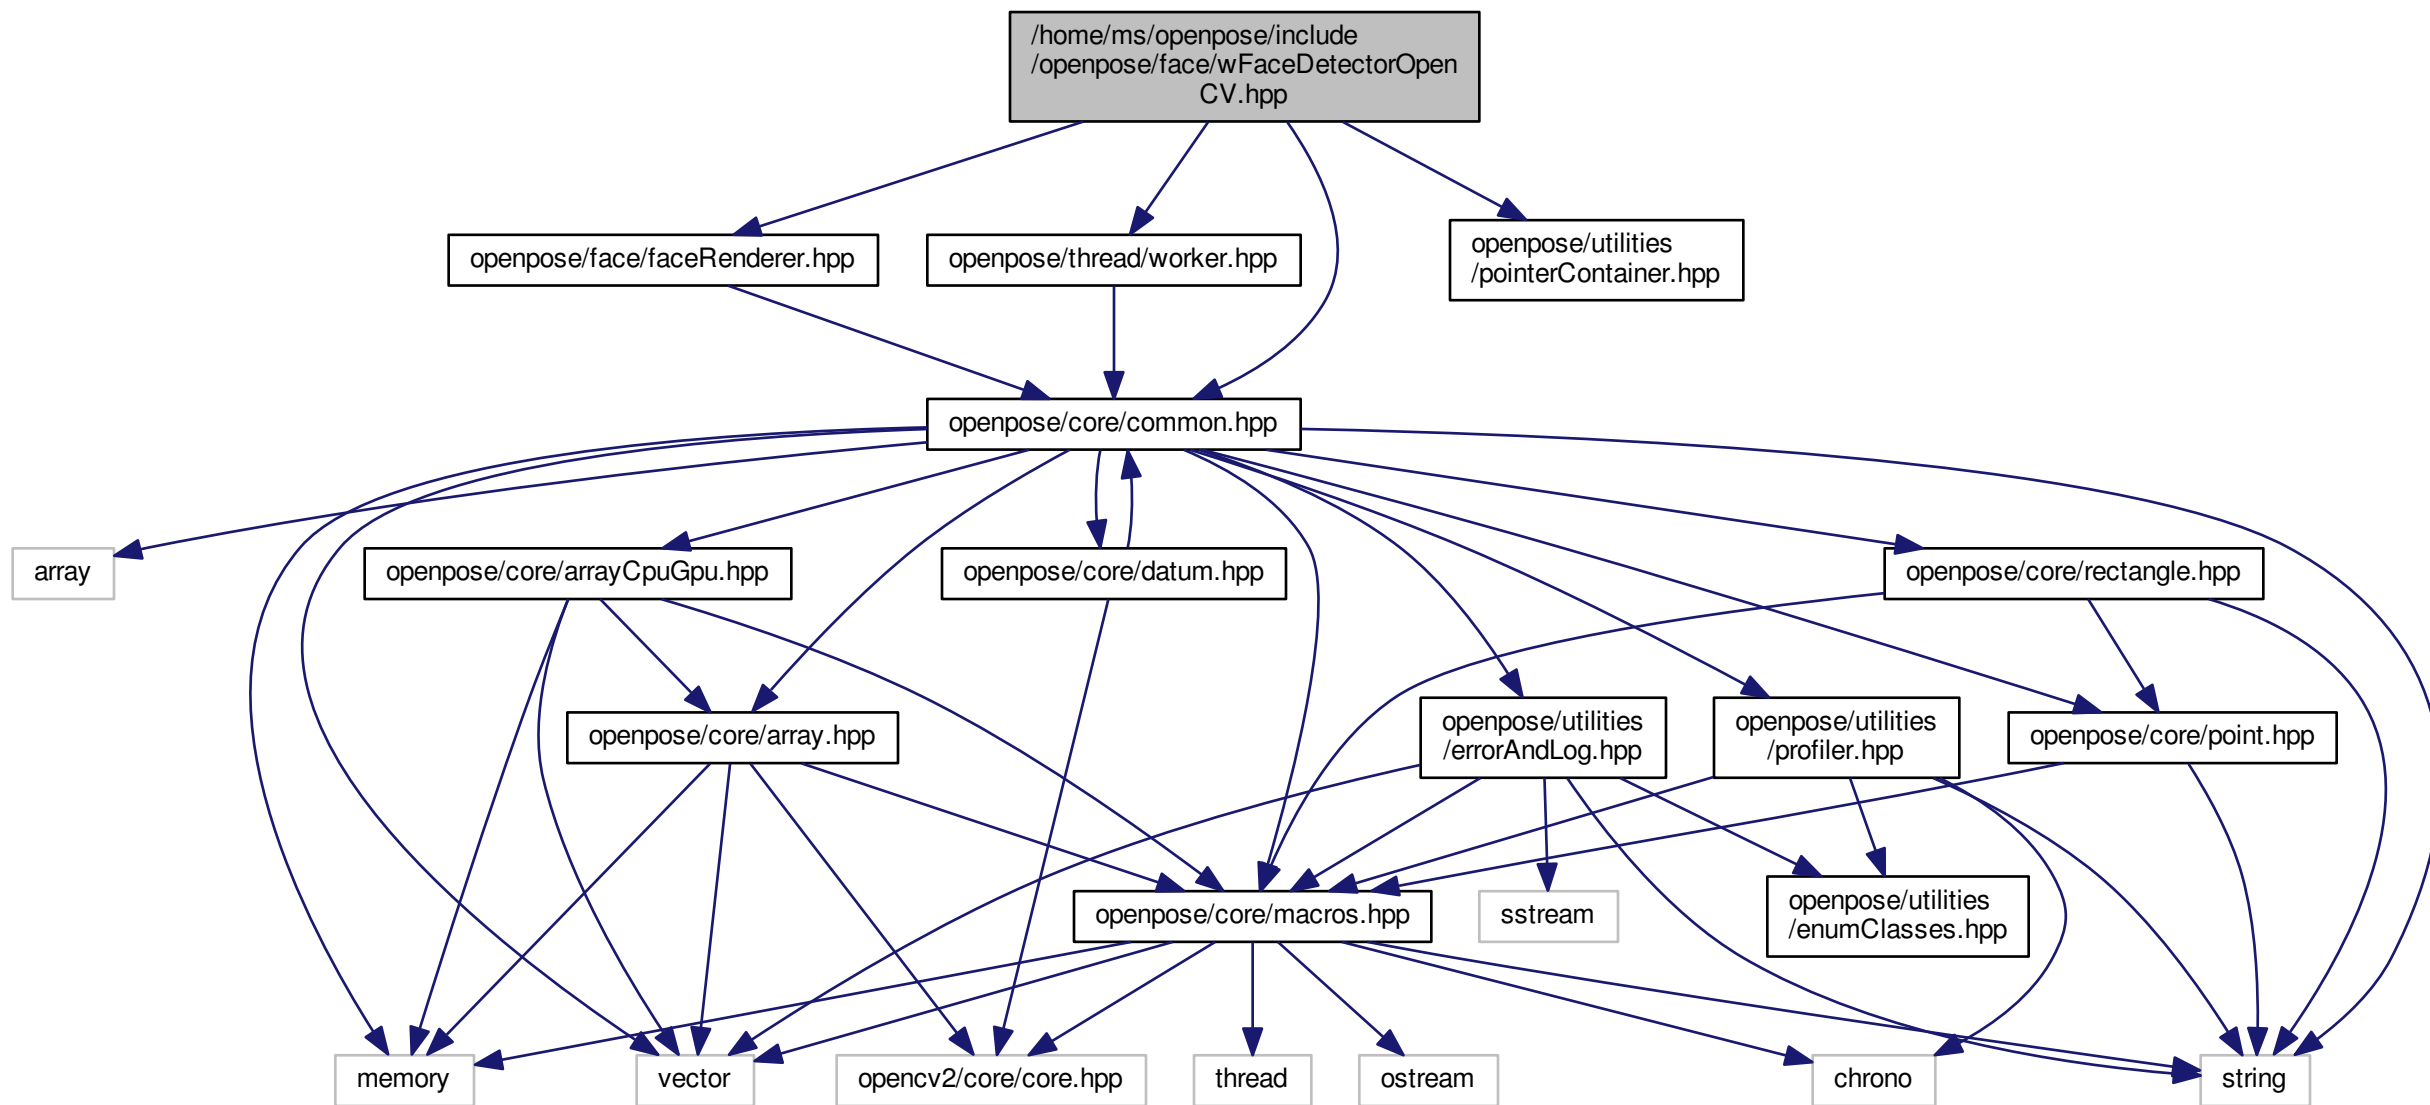 /home/ms/openpose/include
/openpose/face/wFaceDetectorOpen
CV.hpp
openpose/face/faceRenderer.hpp
openpose/thread/worker.hpp
openpose/utilities
/pointerContainer.hpp
openpose/core/common.hpp
array
openpose/core/arrayCpuGpu.hpp
openpose/core/datum.hpp
openpose/core/rectangle.hpp
openpose/core/array.hpp
openpose/utilities
/errorAndLog.hpp
openpose/utilities
/profiler.hpp
openpose/core/point.hpp
openpose/core/macros.hpp
sstream
openpose/utilities
/enumClasses.hpp
memory
vector
opencv2/core/core.hpp
thread
ostream
chrono
string